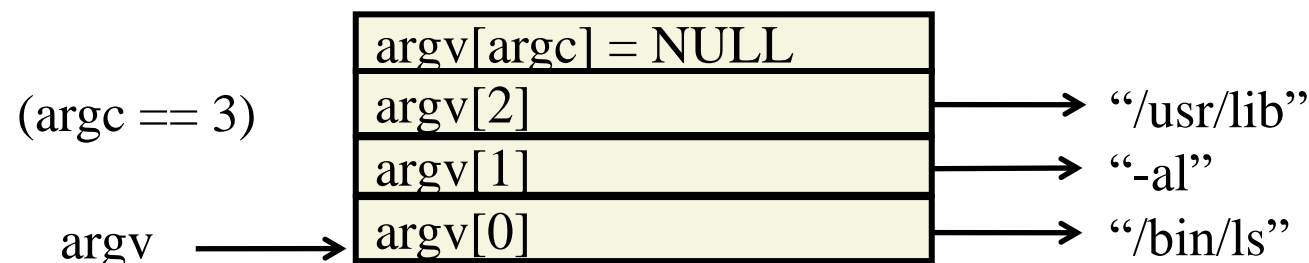 argv[argc] = NULL
(argc == 3)
argv[2]
“/usr/lib”
argv[1]
“-al”
argv
argv[0]
“/bin/ls”